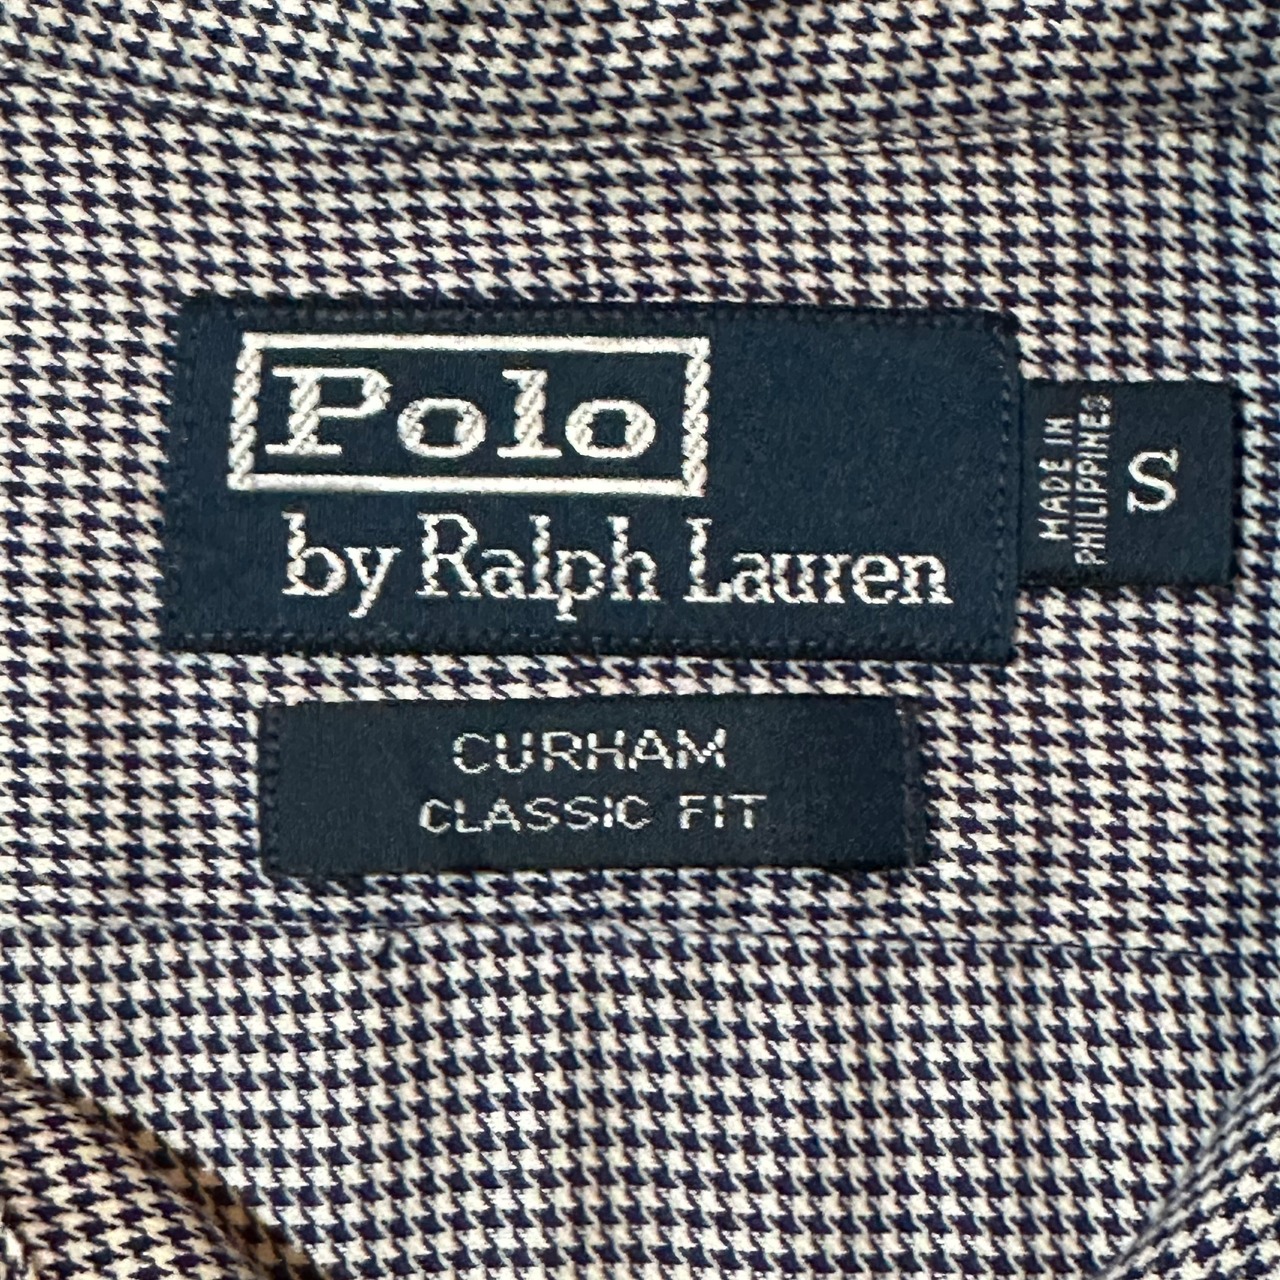 Polo
by Ralph Lauren
MADE IN
PHILIPPINES
S
CURHAM
CLASSIC FIT